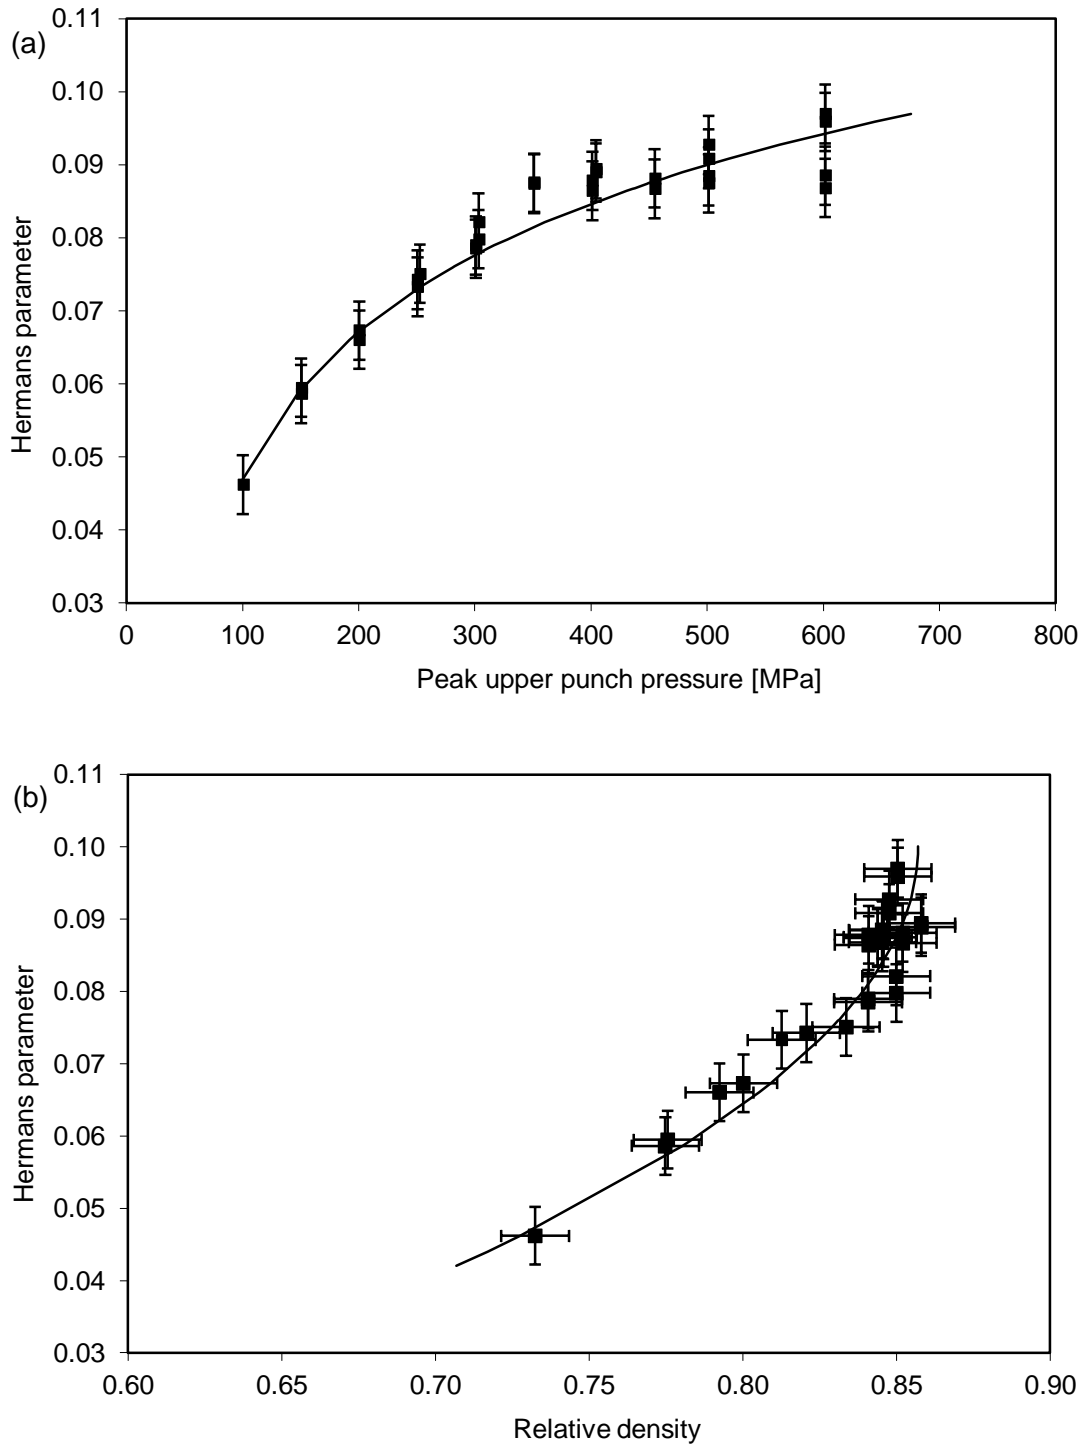 (a)
0.11
0.10
0.09
0.08
0.07
0.06
0.05
0.04
0.03
Hermans parameter
0 100 200 300 400 500 600 700 800
Peak upper punch pressure [MPa]
(b)
0.11
0.10
0.09
0.08
0.07
0.06
0.05
0.04
0.03
Hermans parameter
0.60 0.65 0.70 0.75 0.80 0.85 0.90
Relative density